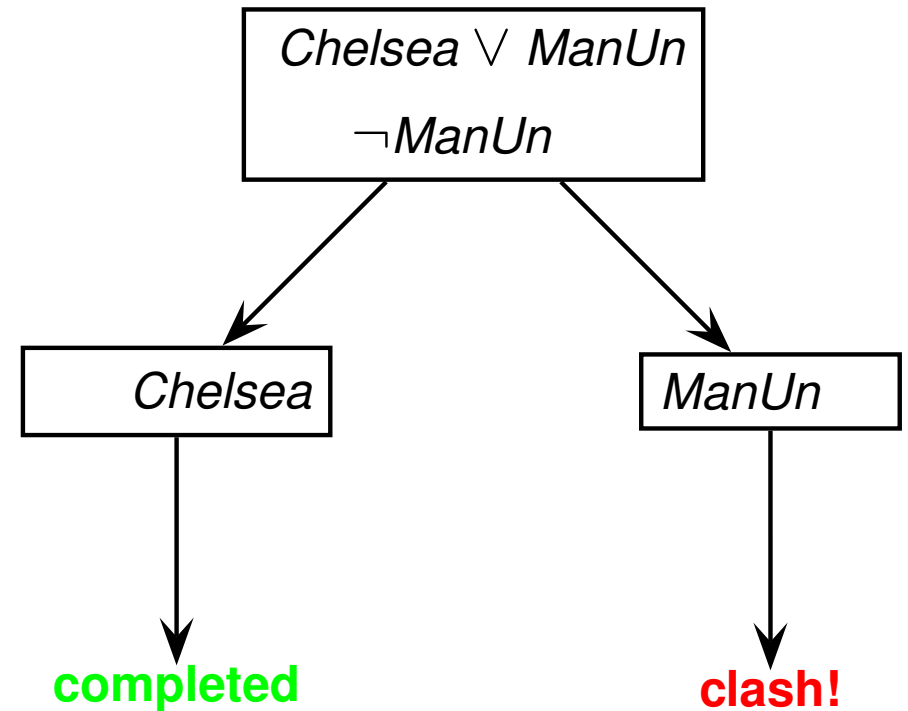 Chelsea ∨ ManUn
¬ManUn
Chelsea
ManUn
completed
clash!